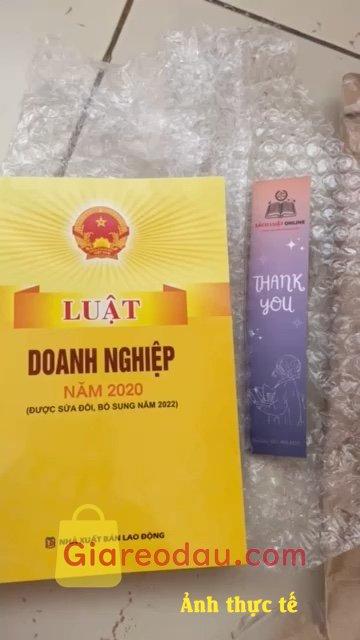 LUẬT
DOANH NGHIỆP
NĂM 2020
(ĐƯỢC SỬA ĐỔI, BỔ SUNG NĂM 2022)
NHÀ XUẤT BẢN LAO ĐỘNG
SÁCH LUẬT ONLINE
THANK
YOU
Giareodau.com
Ảnh thực tế